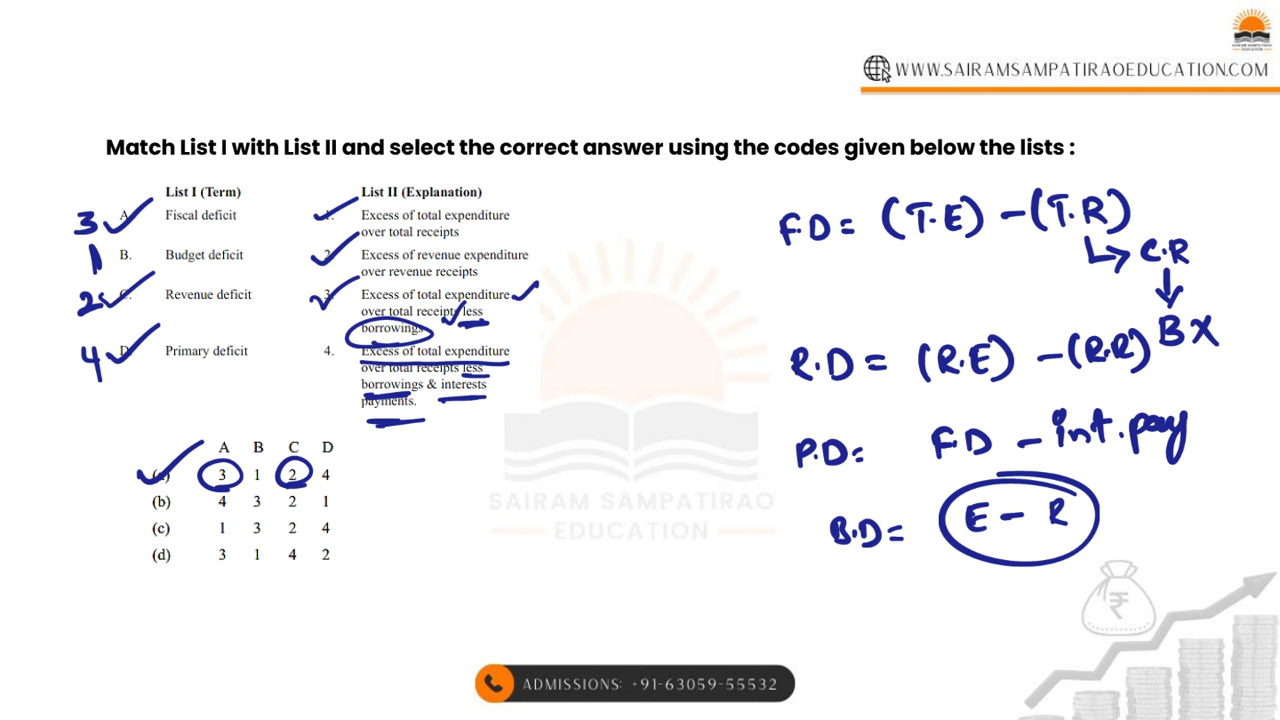 SAIRAM SAMPATIRAO
EDUCATION
WWW.SAIRAMSAMPATIRAOEDUCATION.COM
Match List I with List II and select the correct answer using the codes given below the lists :
List I (Term) List II (Explanation)
3 A. Fiscal deficit 1. Excess of total expenditure
over total receipts
1 B. Budget deficit 2. Excess of revenue expenditure
over revenue receipts
2 C. Revenue deficit 3. Excess of total expenditure
over total receipts less
borrowings
4 D. Primary deficit 4. Excess of total expenditure
over total receipts less
borrowings & interests
payments.
A B C D
(a) 3 1 2 4
(b) 4 3 2 1
(c) 1 3 2 4
(d) 3 1 4 2
F.D = (T.E) - (T.R)
C.R
B X
R.D = (R.E) - (R.R)
P.D = F.D - int.pay
B.D = E - R
SAIRAM SAMPATIRAO
EDUCATION
ADMISSIONS: +91-63059-55532